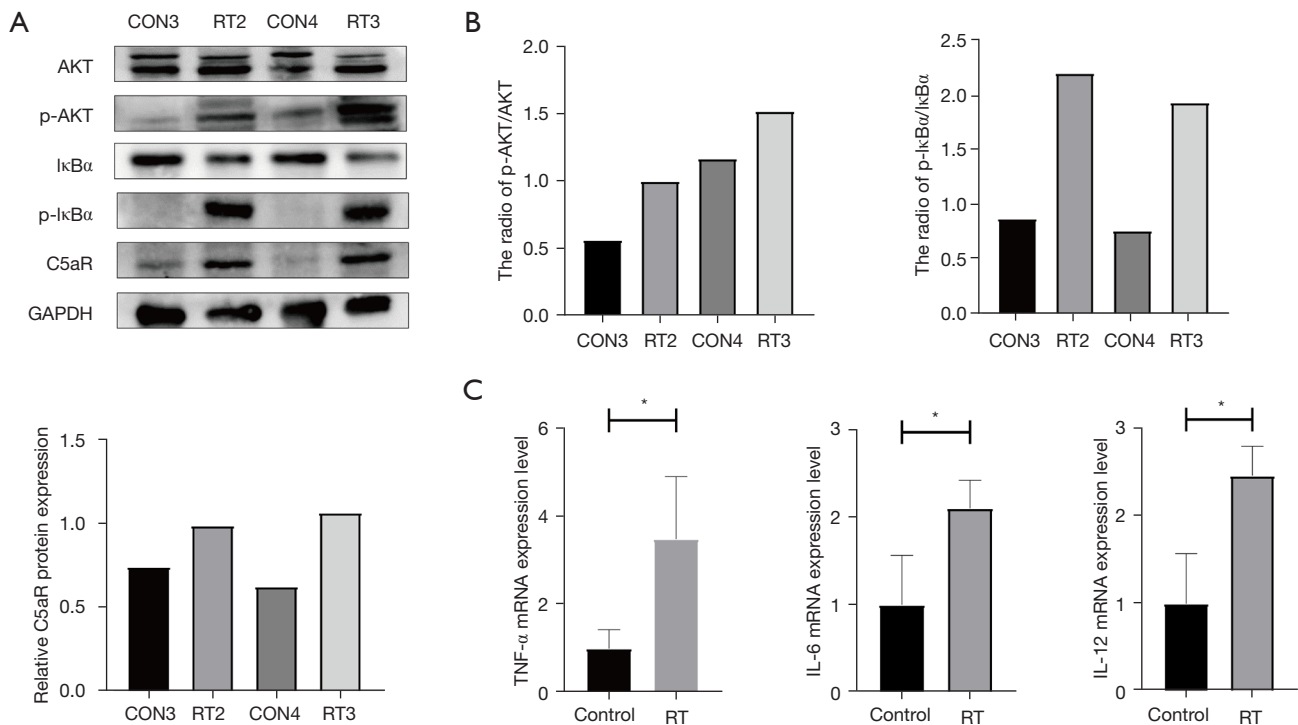 A
CON3 RT2 CON4 RT3
AKT
p-AKT
IκBα
p-IκBα
C5aR
GAPDH
B
The radio of p-AKT/AKT
2.0
1.5
1.0
0.5
0.0
CON3 RT2 CON4 RT3
The radio of p-IκBα/IκBα
2.5
2.0
1.5
1.0
0.5
0.0
CON3 RT2 CON4 RT3
Relative C5aR protein expression
1.5
1.0
0.5
0.0
CON3 RT2 CON4 RT3
C
TNF-α mRNA expression level
6
4
2
0
*
Control RT
IL-6 mRNA expression level
3
2
1
0
*
Control RT
IL-12 mRNA expression level
3
2
1
0
*
Control RT